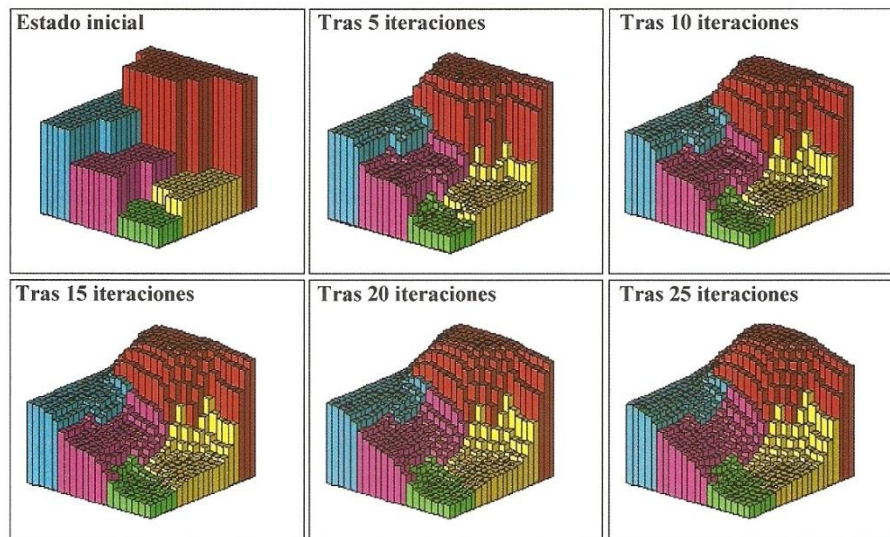 Estado inicial
Tras 5 iteraciones
Tras 10 iteraciones
Tras 15 iteraciones
Tras 20 iteraciones
Tras 25 iteraciones